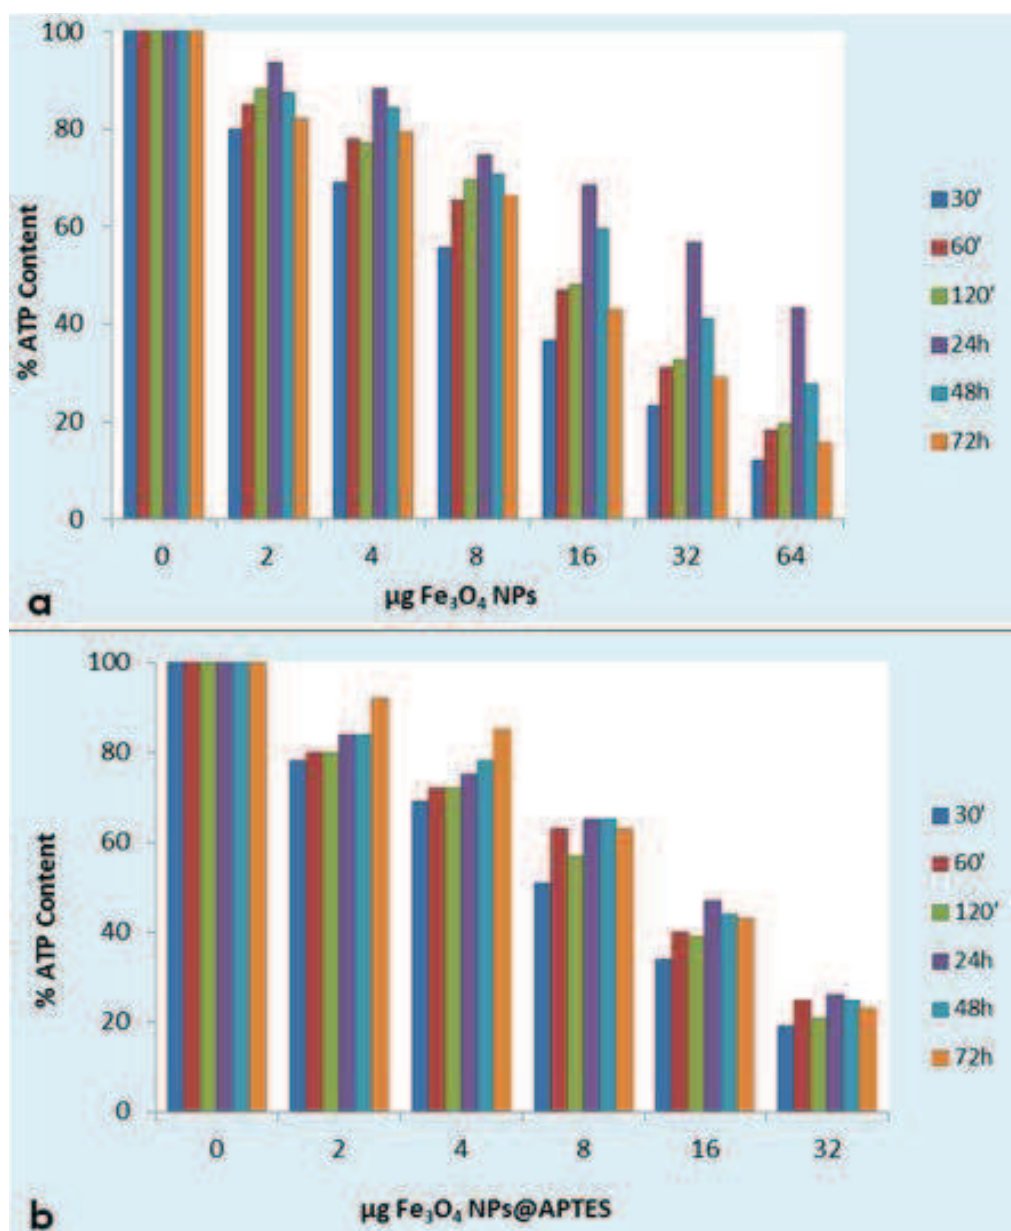 100
80
60
40
20
0
% ATP Content
0 2 4 8 16 32 64
µg Fe₃O₄ NPs
30'
60'
120'
24h
48h
72h
a
100
80
60
40
20
0
% ATP Content
0 2 4 8 16 32
µg Fe₃O₄ NPs@APTES
30'
60'
120'
24h
48h
72h
b